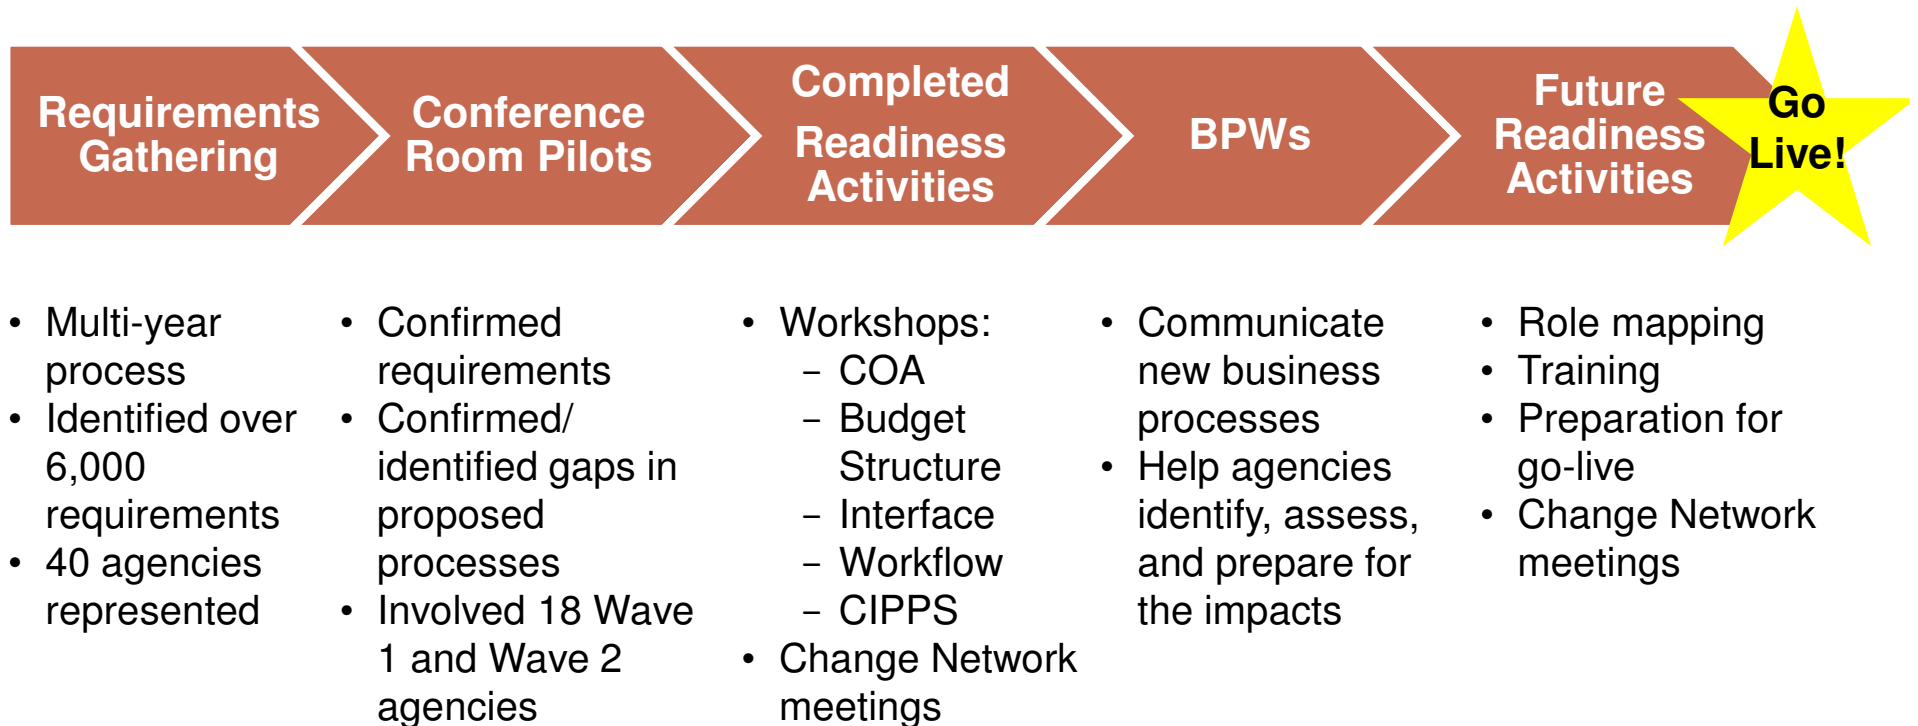 Requirements
Gathering
Conference
Room Pilots
Completed
Readiness
Activities
BPWs
Future
Readiness
Activities
Go
Live!
• Multi-year
process
• Identified over
6,000
requirements
• 40 agencies
represented
• Confirmed
requirements
• Confirmed/
identified gaps in
proposed
processes
• Involved 18 Wave
1 and Wave 2
agencies
• Workshops:
– COA
– Budget
Structure
– Interface
– Workflow
– CIPPS
• Change Network
meetings
• Communicate
new business
processes
• Help agencies
identify, assess,
and prepare for
the impacts
• Role mapping
• Training
• Preparation for
go-live
• Change Network
meetings